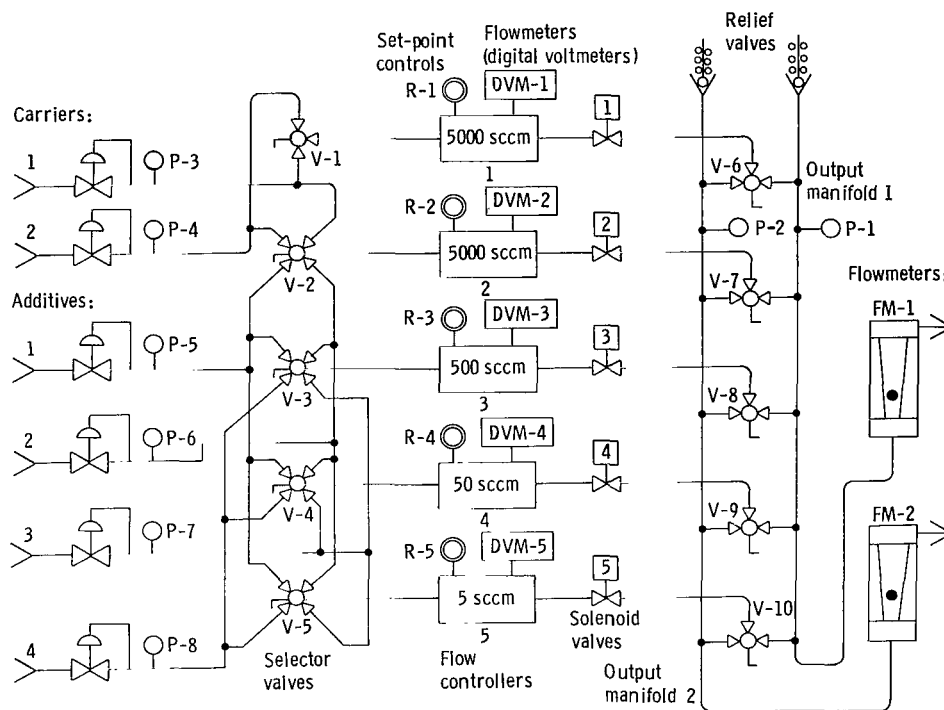 Relief
valves
Set-point
controls
Flowmeters
(digital voltmeters)
R-1
DVM-1
1
5000 sccm
1
Carriers:
1
P-3
V-1
V-6
Output
manifold 1
2
P-4
V-2
R-2
DVM-2
2
5000 sccm
2
P-2
P-1
V-7
Flowmeters:
FM-1
Additives:
1
P-5
V-3
R-3
DVM-3
3
500 sccm
3
V-8
2
P-6
V-4
R-4
DVM-4
4
50 sccm
4
V-9
FM-2
3
P-7
R-5
DVM-5
5
5 sccm
5
V-5
V-10
4
P-8
Selector
valves
Flow
controllers
Solenoid
valves
Output
manifold 2